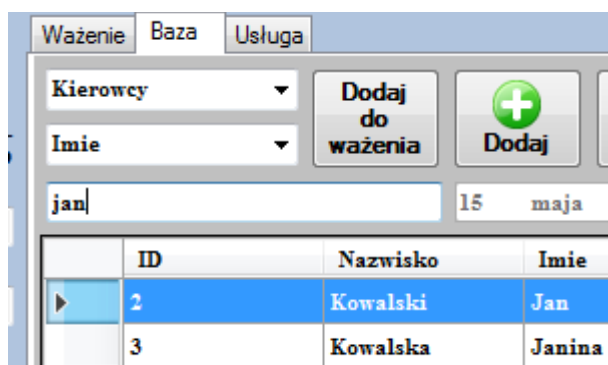 Ważenie Baza Usługa
Kierowcy
Imie
Dodaj
do
ważenia
Dodaj
jan
15 maja
ID Nazwisko Imie
2 Kowalski Jan
3 Kowalska Janina